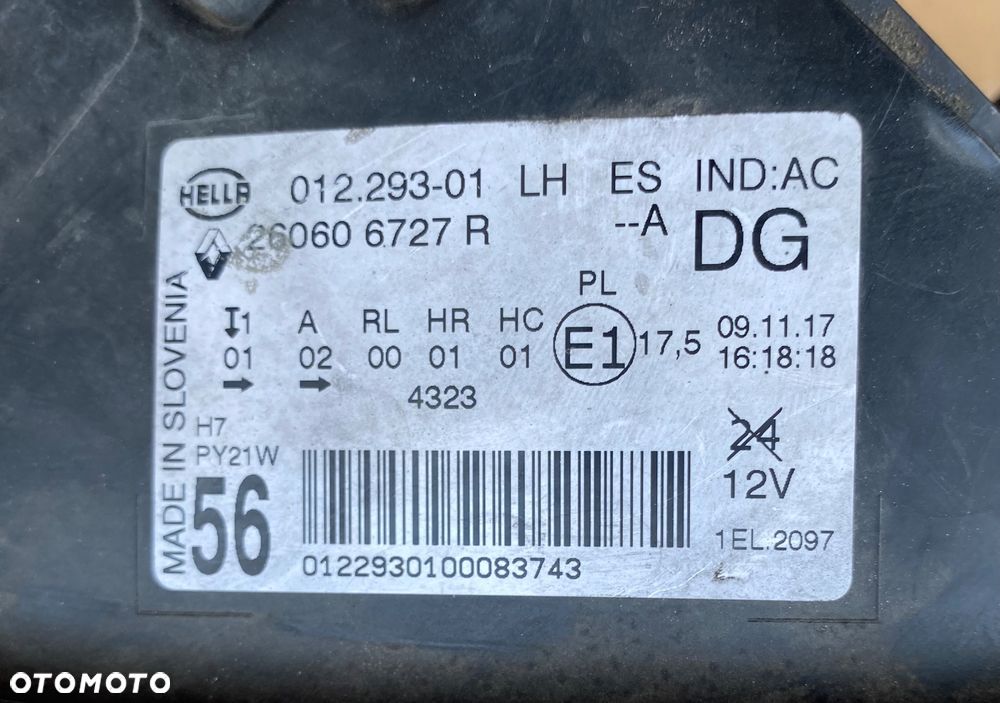 HELLA 012.293-01 LH ES IND:AC
26060 6727 R --A DG
PL
1 A RL HR HC E1 17,5 09.11.17
01 02 00 01 01 16:18:18
→ → 4323
H7
PY21W
24
12V
56
MADE IN SLOVENIA
1EL.2097
0122930100083743
OTOMOTO